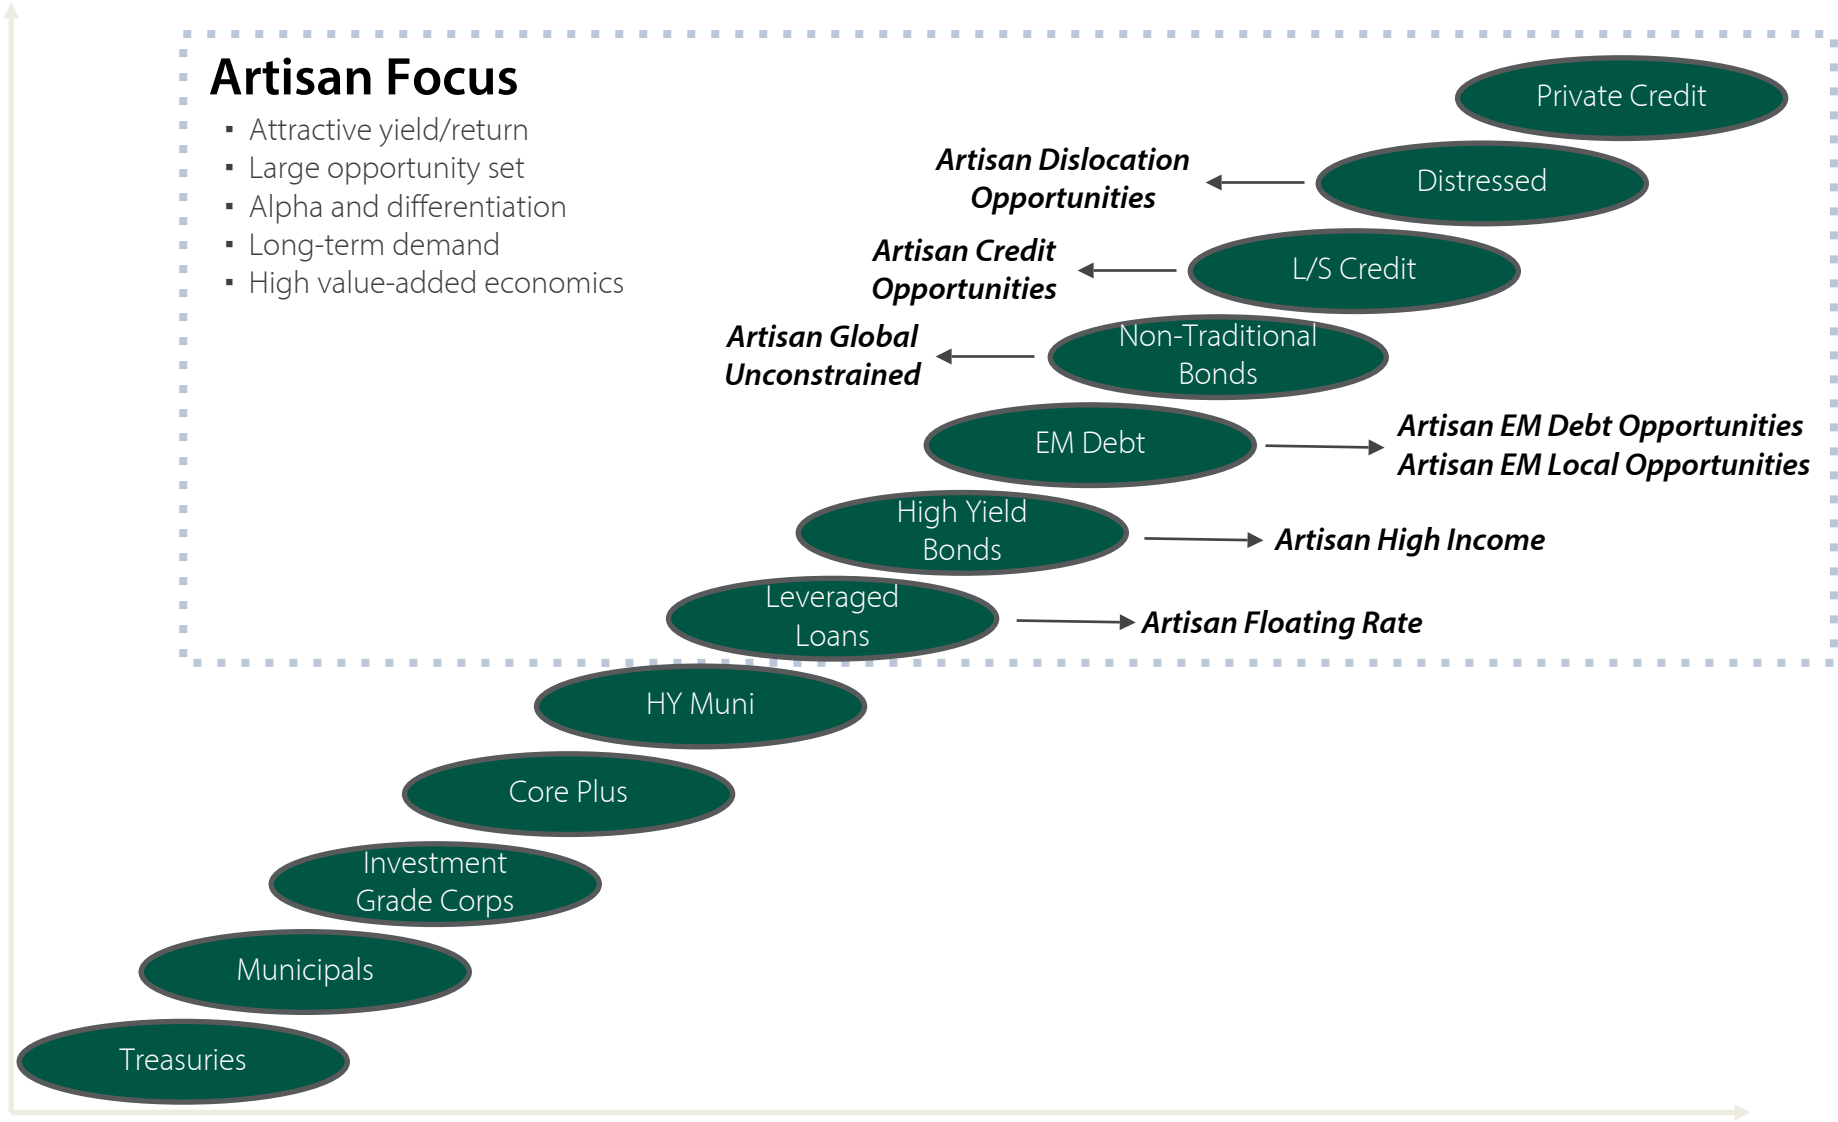 Artisan Focus
▪ Attractive yield/return
▪ Large opportunity set
▪ Alpha and differentiation
▪ Long-term demand
▪ High value-added economics
Private Credit
Artisan Dislocation
Opportunities
Distressed
Artisan Credit
Opportunities
L/S Credit
Artisan Global
Unconstrained
Non-Traditional
Bonds
EM Debt
Artisan EM Debt Opportunities
Artisan EM Local Opportunities
High Yield
Bonds
Artisan High Income
Leveraged
Loans
Artisan Floating Rate
HY Muni
Core Plus
Investment
Grade Corps
Municipals
Treasuries